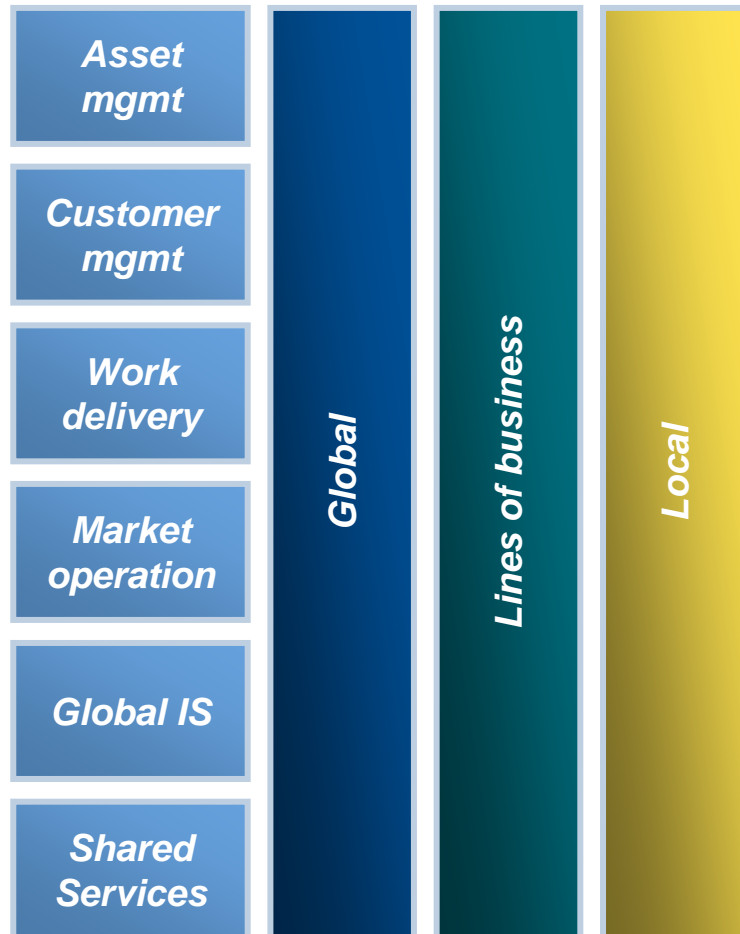 Asset
mgmt
Customer
mgmt
Work
delivery
Market
operation
Global IS
Shared
Services
Global
Lines of business
Local